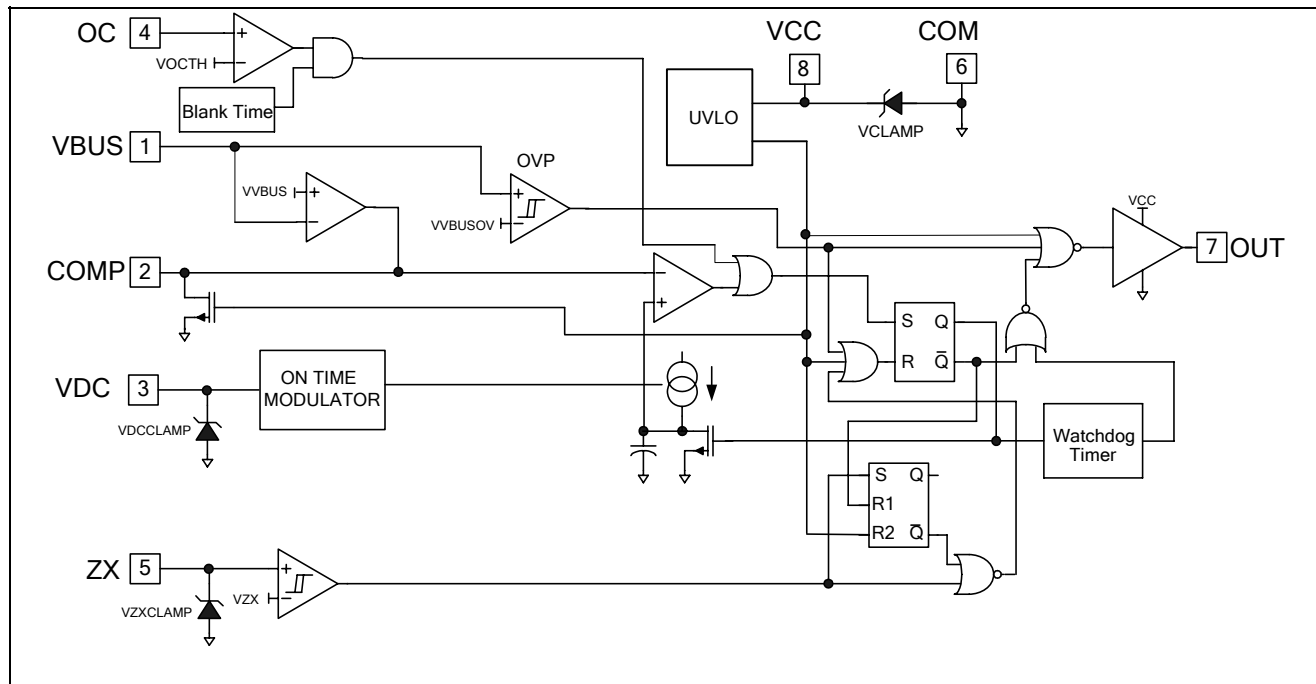 OC 4
VOCTH
Blank Time
VCC
8
COM
6
UVLO
VCLAMP
VBUS 1
VVBUS
OVP
VVBUSOV
VCC
7 OUT
COMP 2
S Q
R Q̅
VDC 3
VDCCLAMP
ON TIME
MODULATOR
Watchdog
Timer
S Q
R1
R2 Q̅
ZX 5
VZXCLAMP
VZX